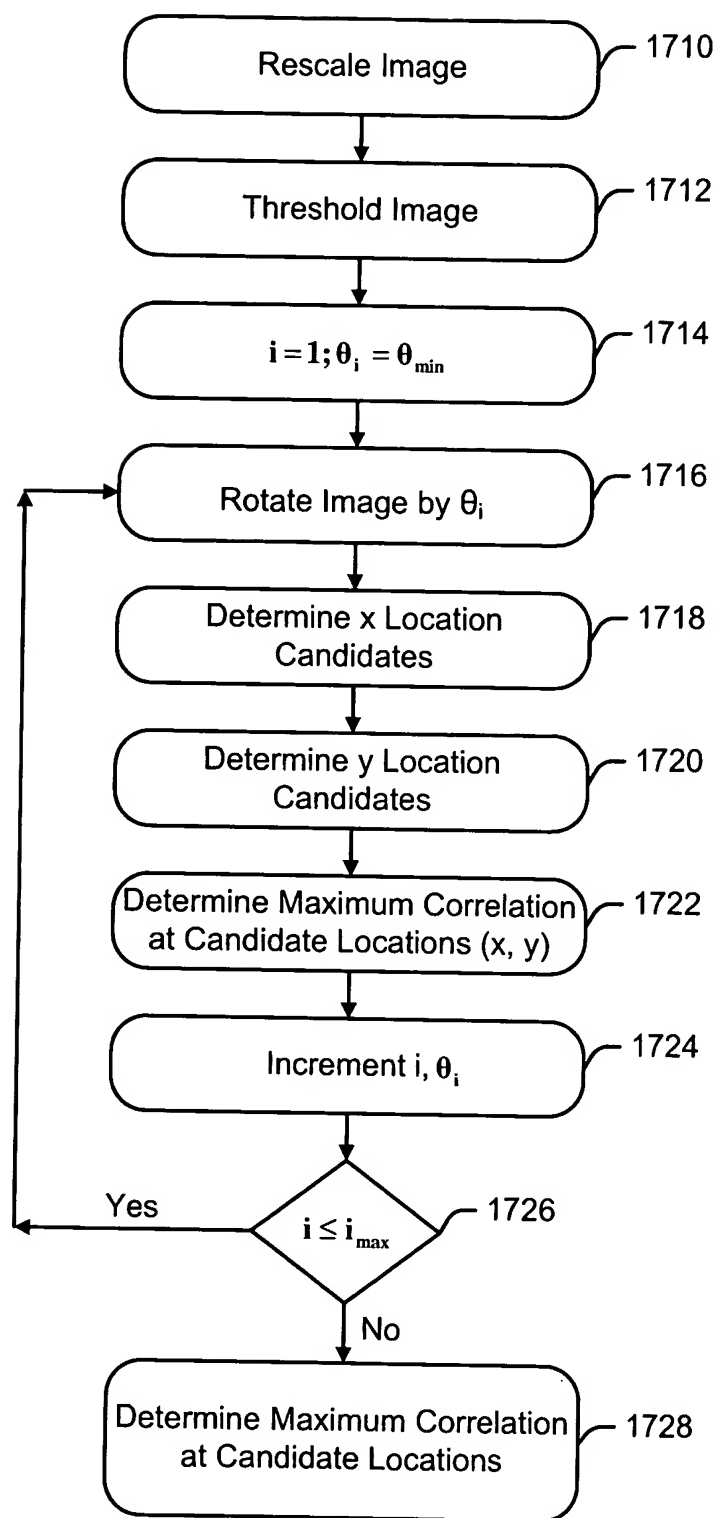 Rescale Image
1710
Threshold Image
1712
i = 1; θi = θmin
1714
Rotate Image by θi
1716
Determine x Location
Candidates
1718
Determine y Location
Candidates
1720
Determine Maximum Correlation
at Candidate Locations (x, y)
1722
Increment i, θi
1724
Yes
i ≤ imax
1726
No
Determine Maximum Correlation
at Candidate Locations
1728